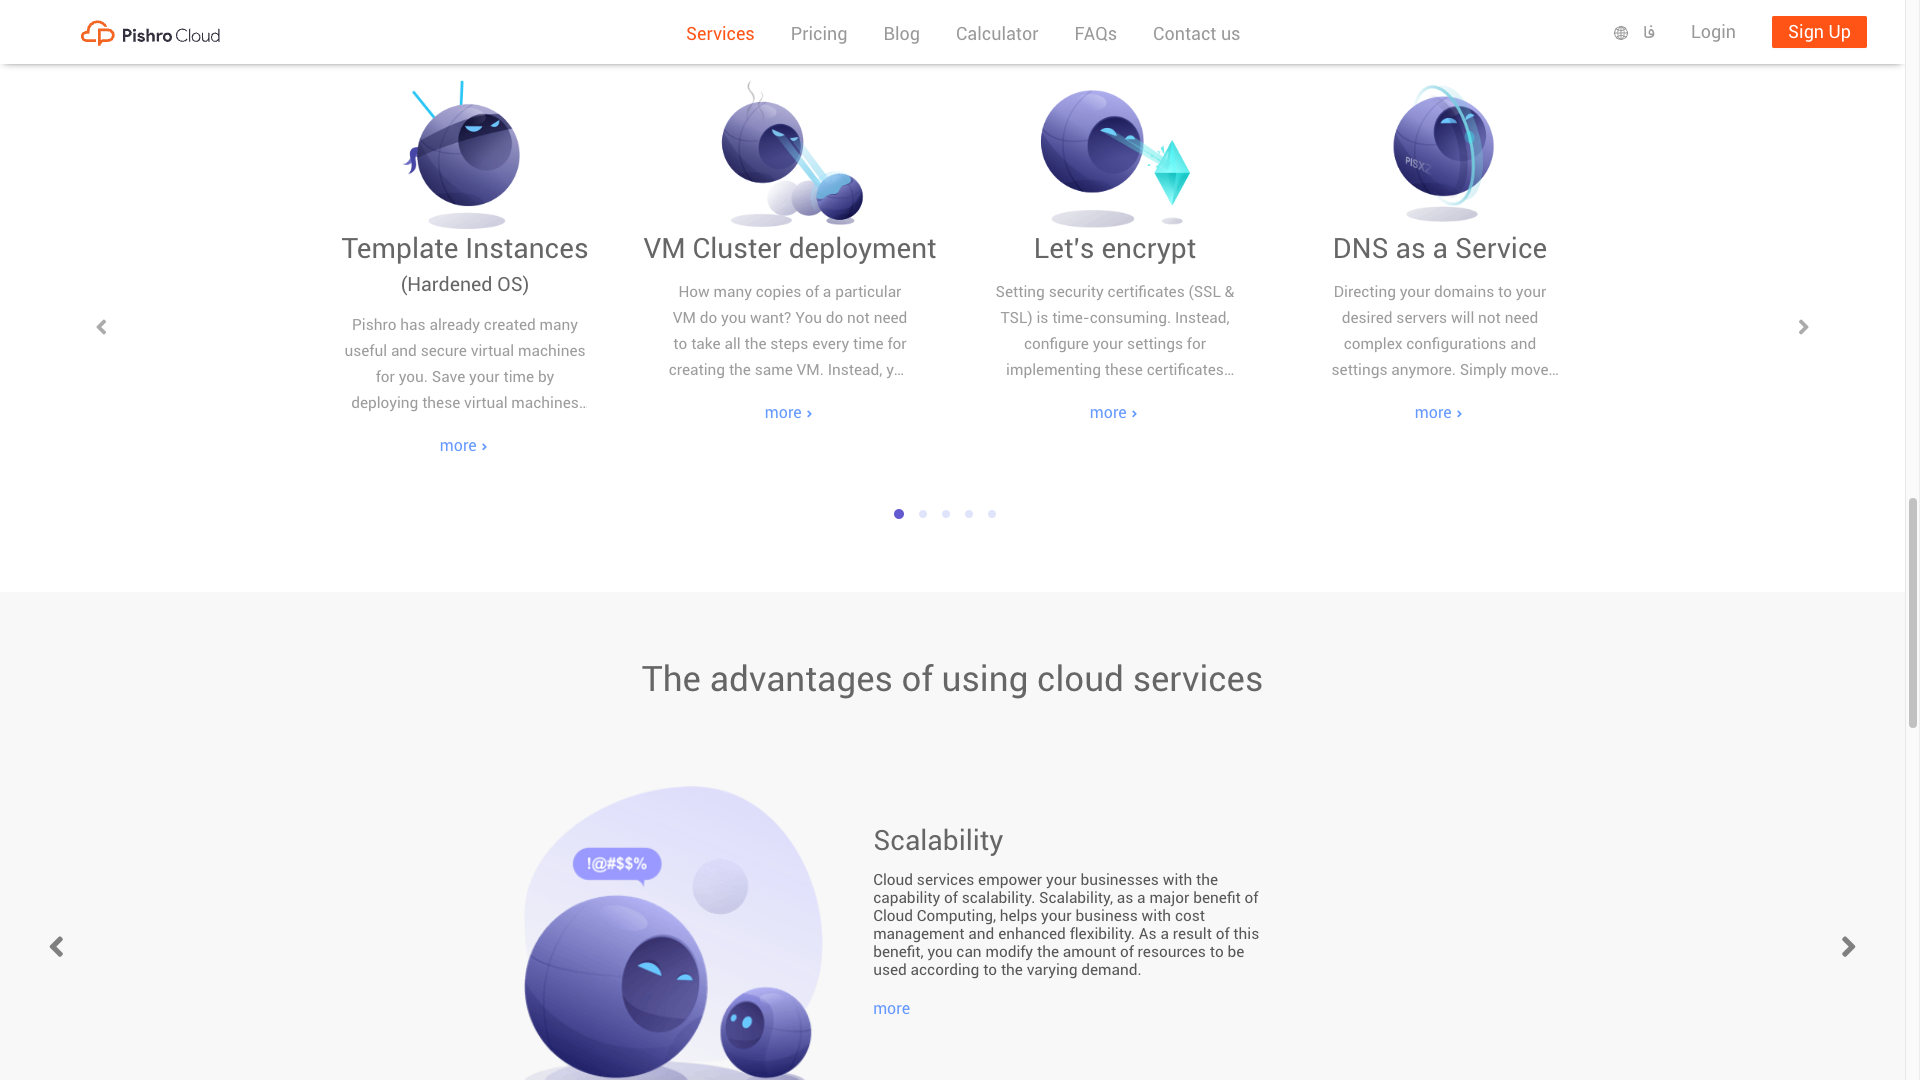 Pishro Cloud
Services Pricing Blog Calculator FAQs Contact us
فا Login Sign Up
PISX2
Template Instances
(Hardened OS)
Pishro has already created many
useful and secure virtual machines
for you. Save your time by
deploying these virtual machines..
more ›
VM Cluster deployment
How many copies of a particular
VM do you want? You do not need
to take all the steps every time for
creating the same VM. Instead, y...
more ›
Let's encrypt
Setting security certificates (SSL &
TSL) is time-consuming. Instead,
configure your settings for
implementing these certificates...
more ›
DNS as a Service
Directing your domains to your
desired servers will not need
complex configurations and
settings anymore. Simply move...
more ›
The advantages of using cloud services
!@#$$%
Scalability
Cloud services empower your businesses with the
capability of scalability. Scalability, as a major benefit of
Cloud Computing, helps your business with cost
management and enhanced flexibility. As a result of this
benefit, you can modify the amount of resources to be
used according to the varying demand.
more